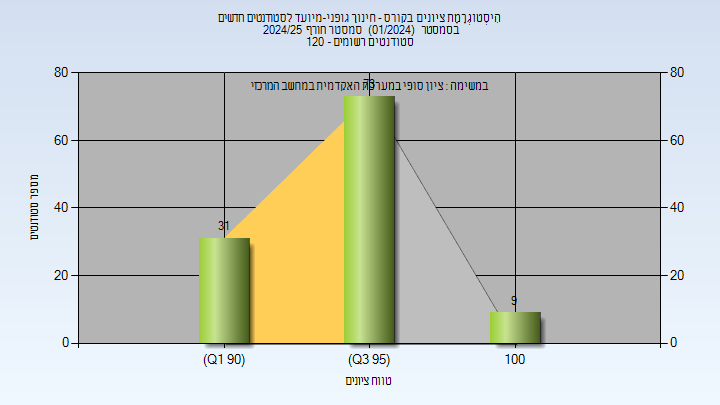 היסטוגרמת ציונים בקורס - חינוך גופני-מיועד לסטודנטים חדשים
בסמסטר (01/2024) סמסטר חורף 2024/25
סטודנטים רשומים - 120
במשימה : ציון סופי במערכת האקדמית במחשב המרכזי
מספר סטודנטים
80
60
40
20
0
80
60
40
20
0
31
73
9
(Q1 90)
(Q3 95)
100
טווח ציונים